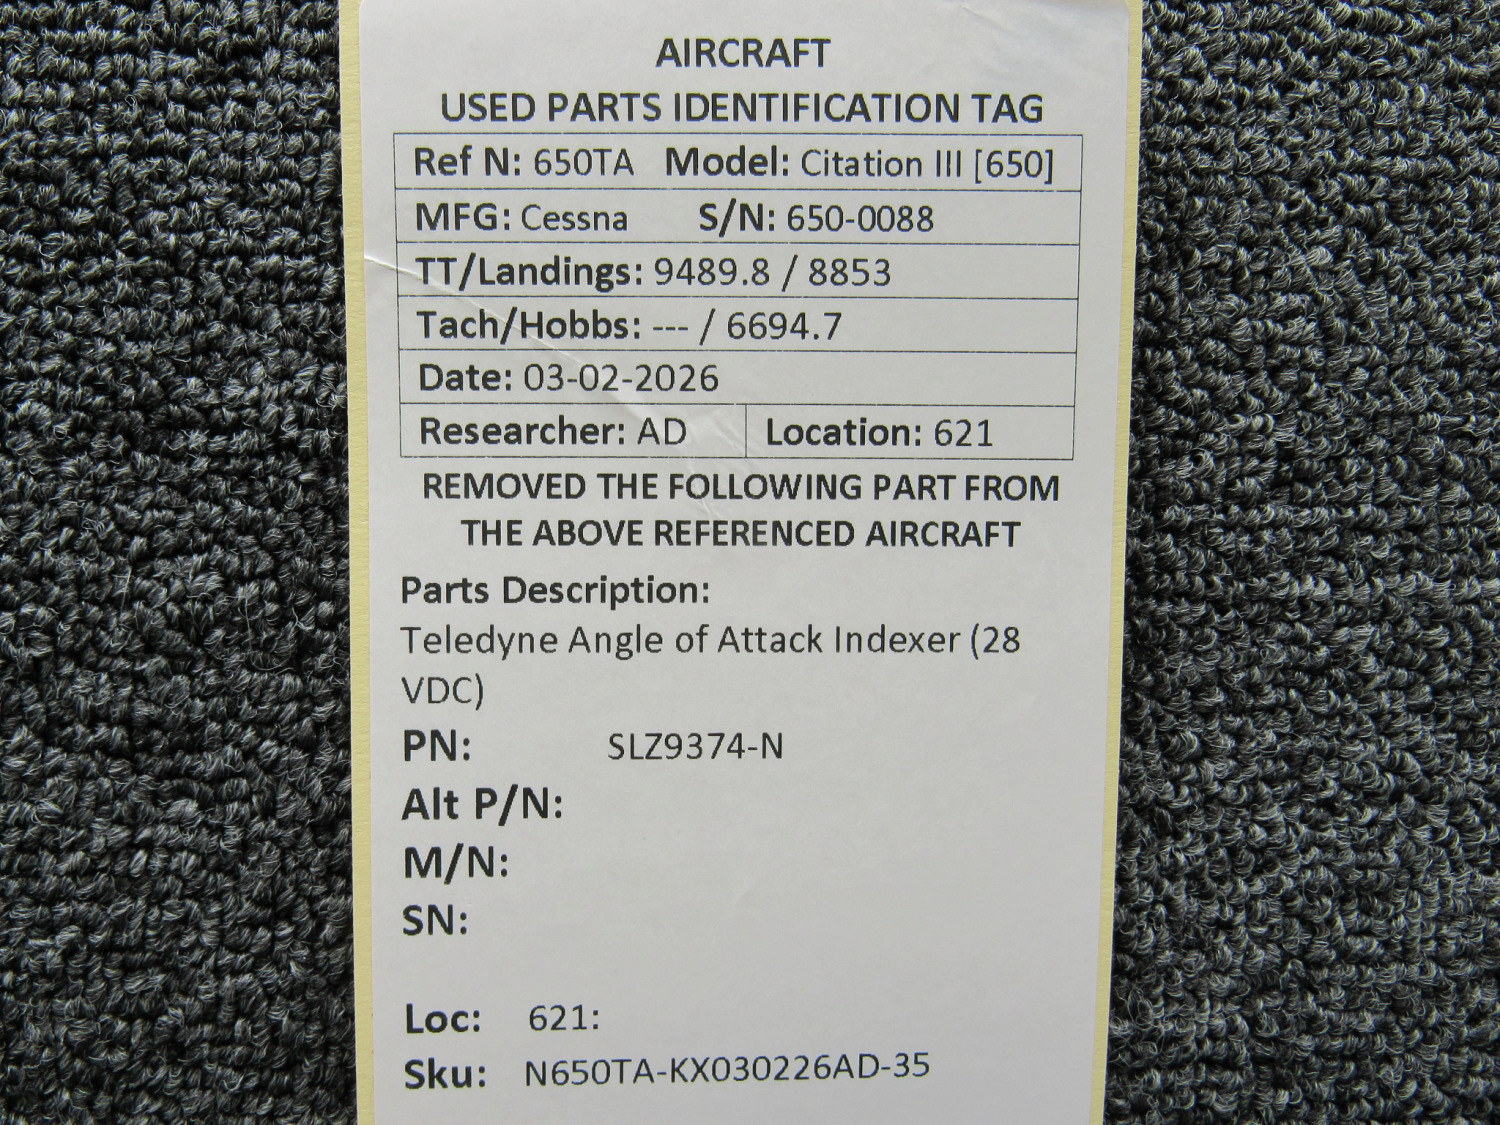 AIRCRAFT
USED PARTS IDENTIFICATION TAG
Ref N: 650TA Model: Citation III [650]
MFG: Cessna S/N: 650-0088
TT/Landings: 9489.8 / 8853
Tach/Hobbs: --- / 6694.7
Date: 03-02-2026
Researcher: AD Location: 621
REMOVED THE FOLLOWING PART FROM
THE ABOVE REFERENCED AIRCRAFT
Parts Description:
Teledyne Angle of Attack Indexer (28
VDC)
PN: SLZ9374-N
Alt P/N:
M/N:
SN:
Loc: 621:
Sku: N650TA-KX030226AD-35